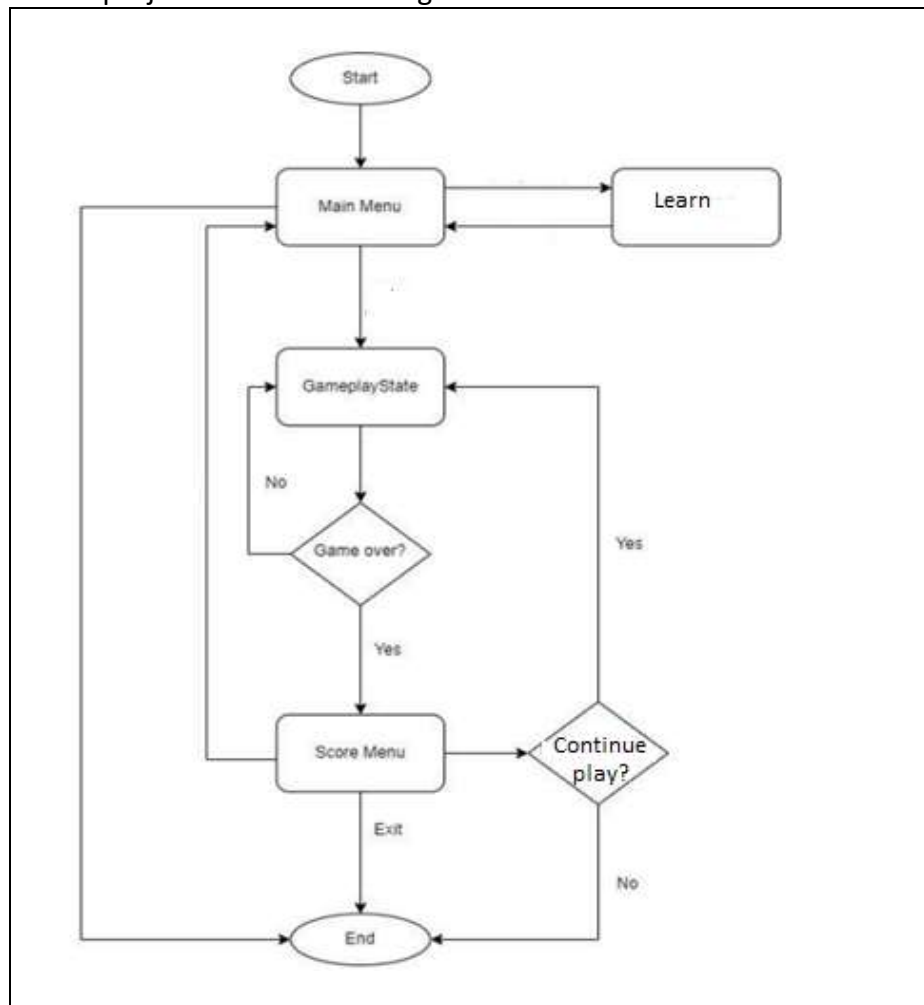 Start
Main Menu
Learn
GameplayState
No
Game over?
Yes
Yes
Score Menu
Continue
play?
Exit
No
End